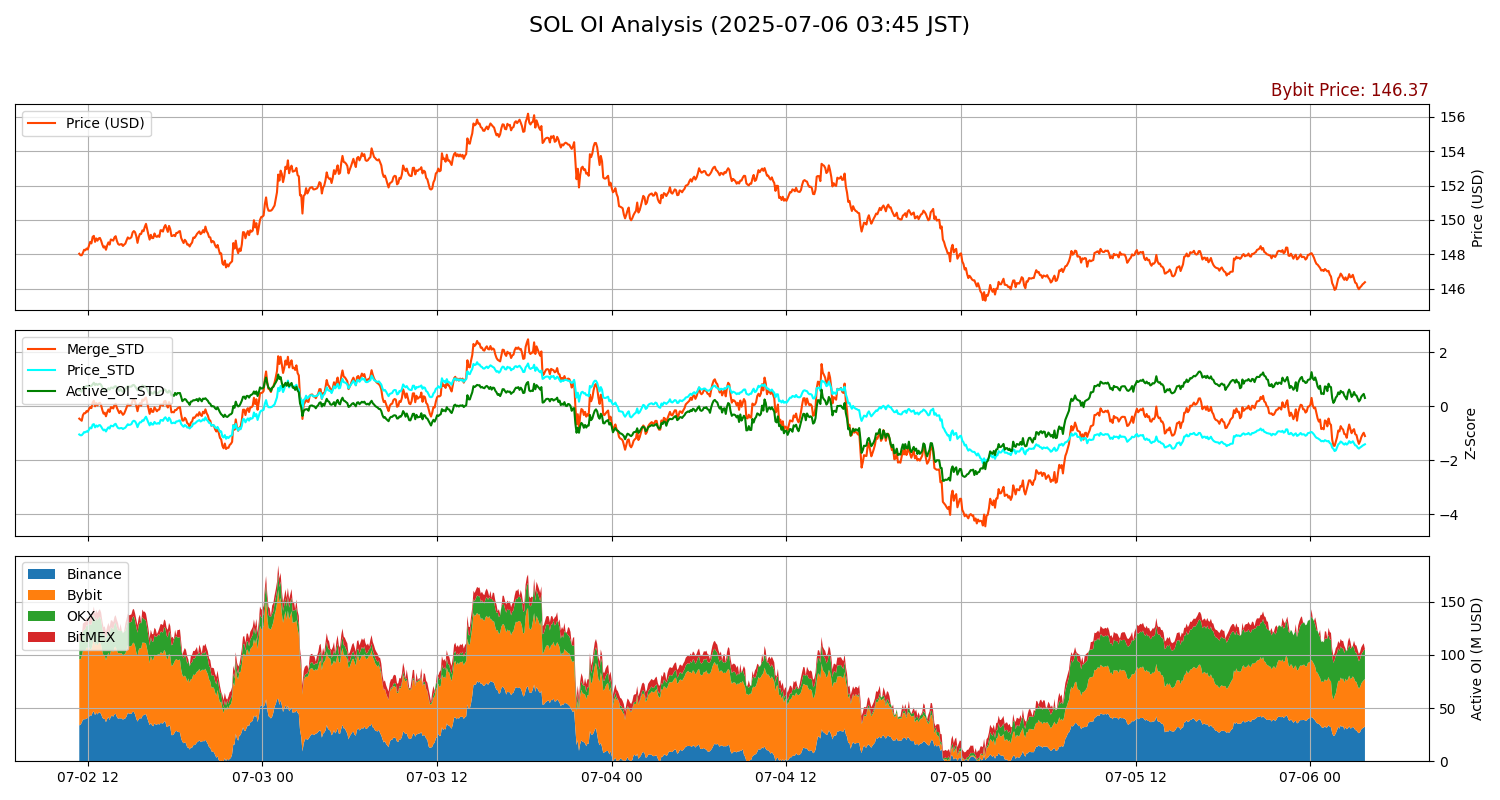 SOL OI Analysis (2025-07-06 03:45 JST)
Bybit Price: 146.37
Price (USD)
156
154
152
150
148
146
Price (USD)
Merge_STD
Price_STD
Active_OI_STD
2
0
−2
−4
Z-Score
Binance
Bybit
OKX
BitMEX
150
100
50
0
Active OI (M USD)
07-02 12
07-03 00
07-03 12
07-04 00
07-04 12
07-05 00
07-05 12
07-06 00